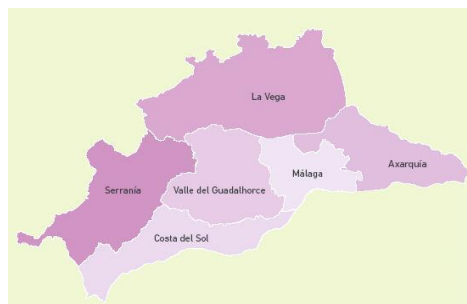 La Vega
Axarquía
Málaga
Serranía
Valle del Guadalhorce
Costa del Sol